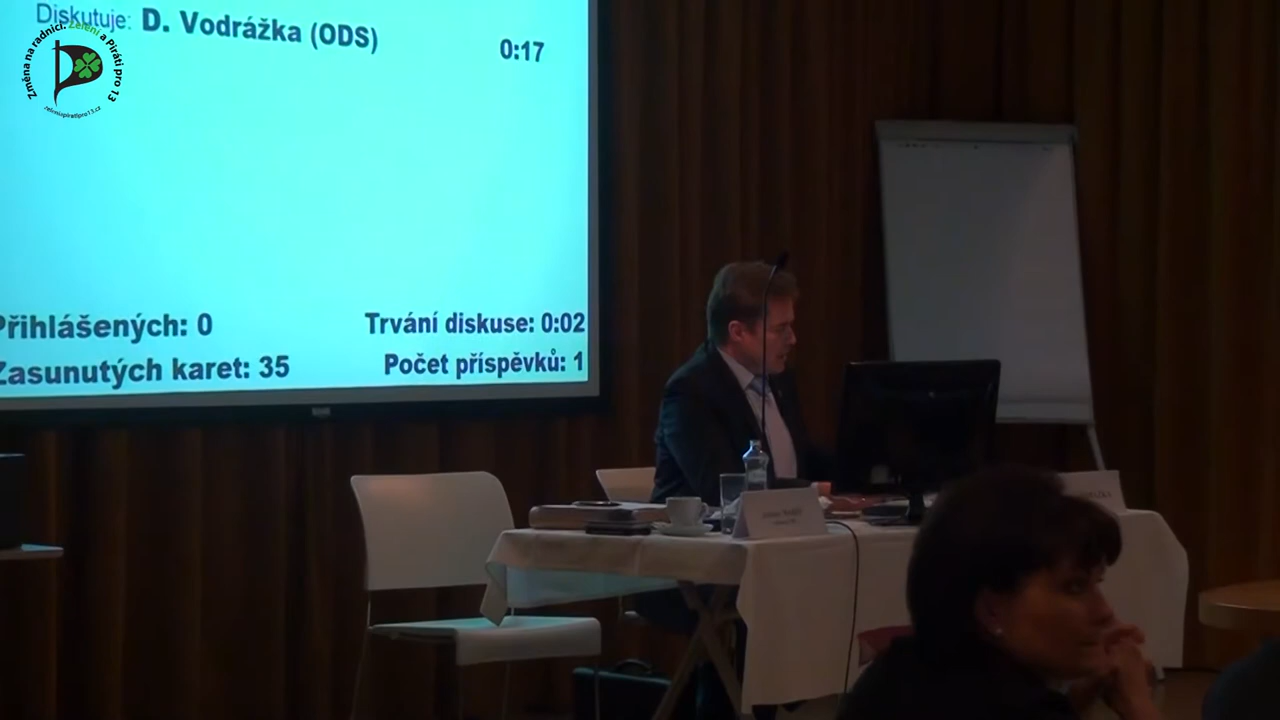 Diskutuje: D. Vodrážka (ODS)
0:17
Změna na radnici. Zelení a Piráti pro 13
Přihlášených: 0
Trvání diskuse: 0:02
Zasunutých karet: 35
Počet příspěvků: 1